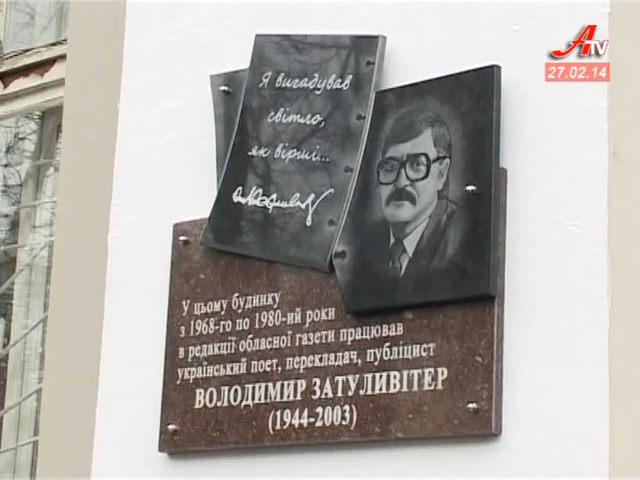 ATV
27.02.14
Я вигадував
світло,
як вірші...
У цьому будинку
з 1968-го по 1980-ий роки
в редакції обласної газети працював
український поет, перекладач, публіцист
ВОЛОДИМИР ЗАТУЛИВІТЕР
(1944-2003)